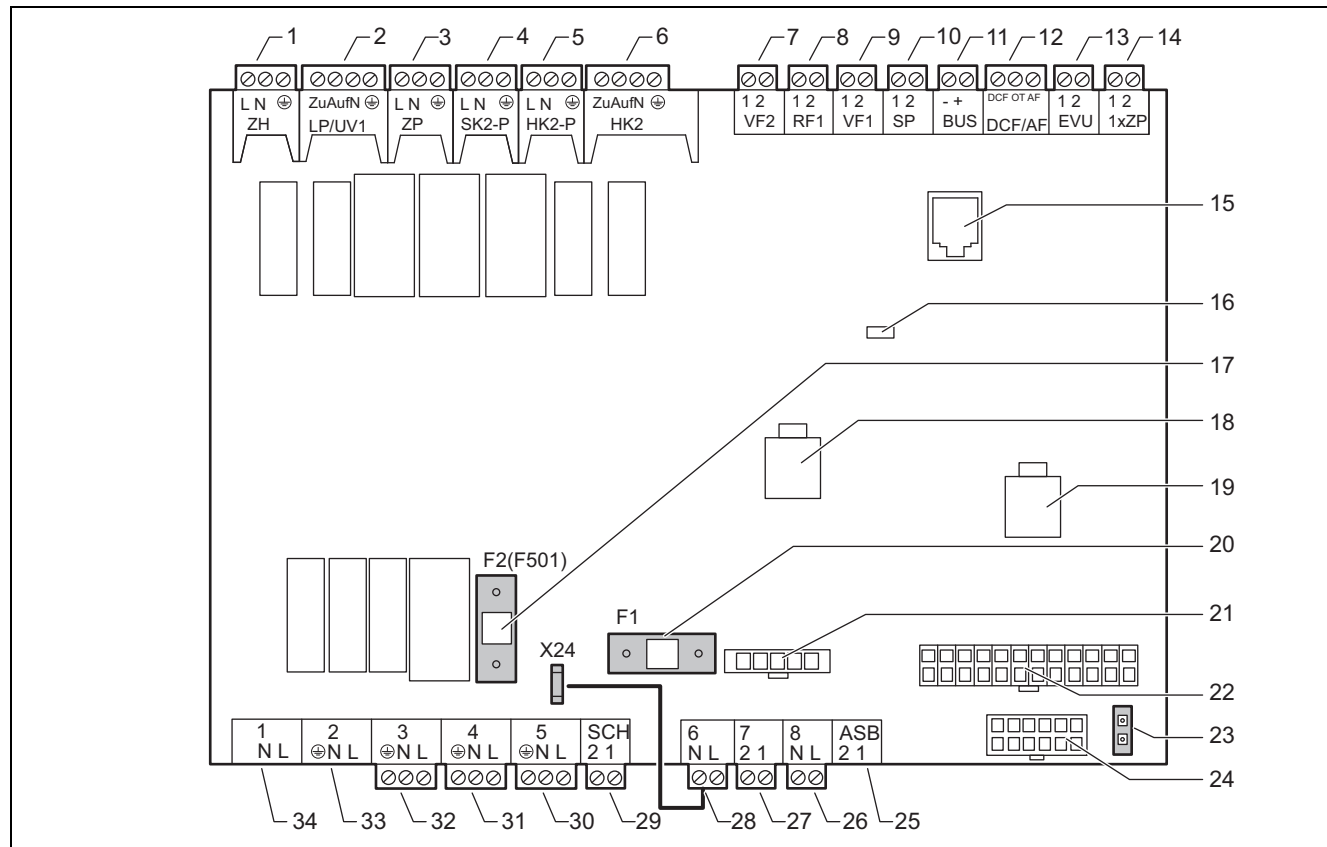 1 2 3 4 5 6 7 8 9 10 11 12 13 14
L N ZuAufN L N L N L N ZuAufN 1 2 1 2 1 2 1 2 - + DCF OT AF 1 2 1 2
ZH LP/UV1 ZP SK2-P HK2-P HK2 VF2 RF1 VF1 SP BUS DCF/AF EVU 1xZP
15
16
17
18
19
F2(F501)
20
F1
21
X24
22
1 2 3 4 5 SCH 6 7 8 ASB
N L N L N L N L N L 2 1 N L 2 1 N L 2 1
23
24
34 33 32 31 30 29 28 27 26 25